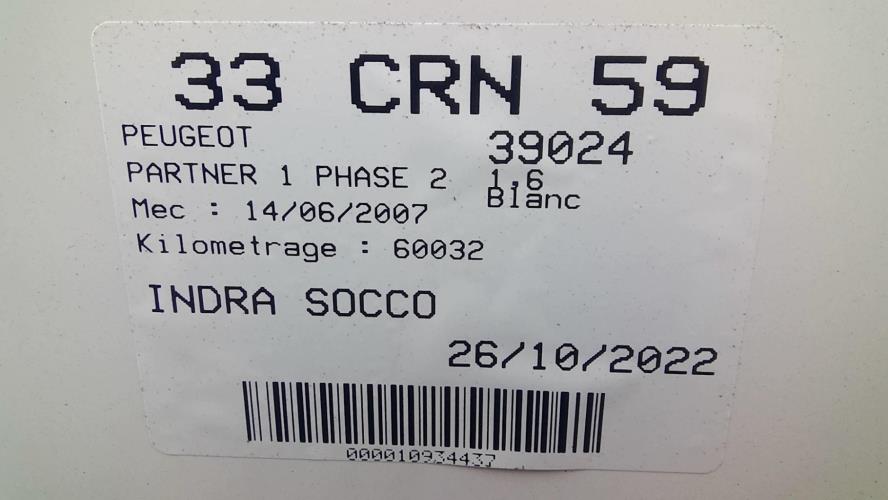 33 CRN 59
PEUGEOT
39024
PARTNER 1 PHASE 2
1.6
Blanc
Mec : 14/06/2007
Kilometrage : 60032
INDRA SOCCO
26/10/2022
000010934437